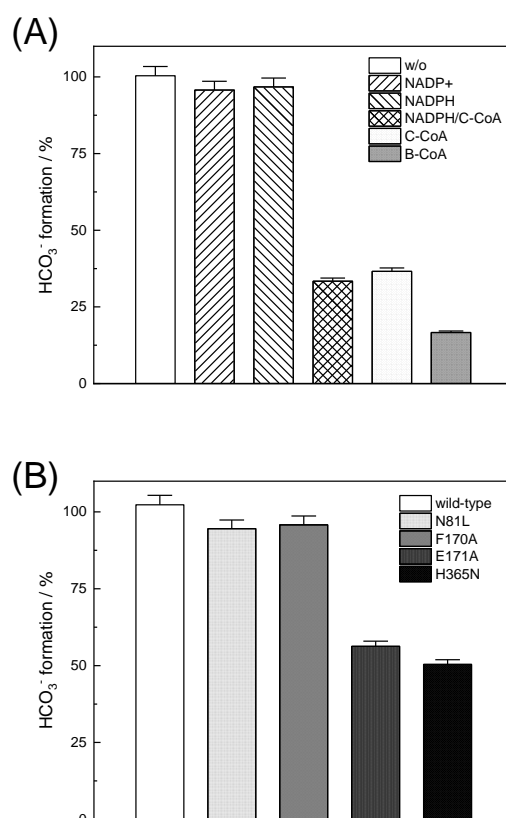 (A)
w/o
NADP+
NADPH
NADPH/C-CoA
C-CoA
B-CoA
100
75
50
25
0
HCO₃⁻ formation / %
(B)
wild-type
N81L
F170A
E171A
H365N
100
75
50
25
0
HCO₃⁻ formation / %